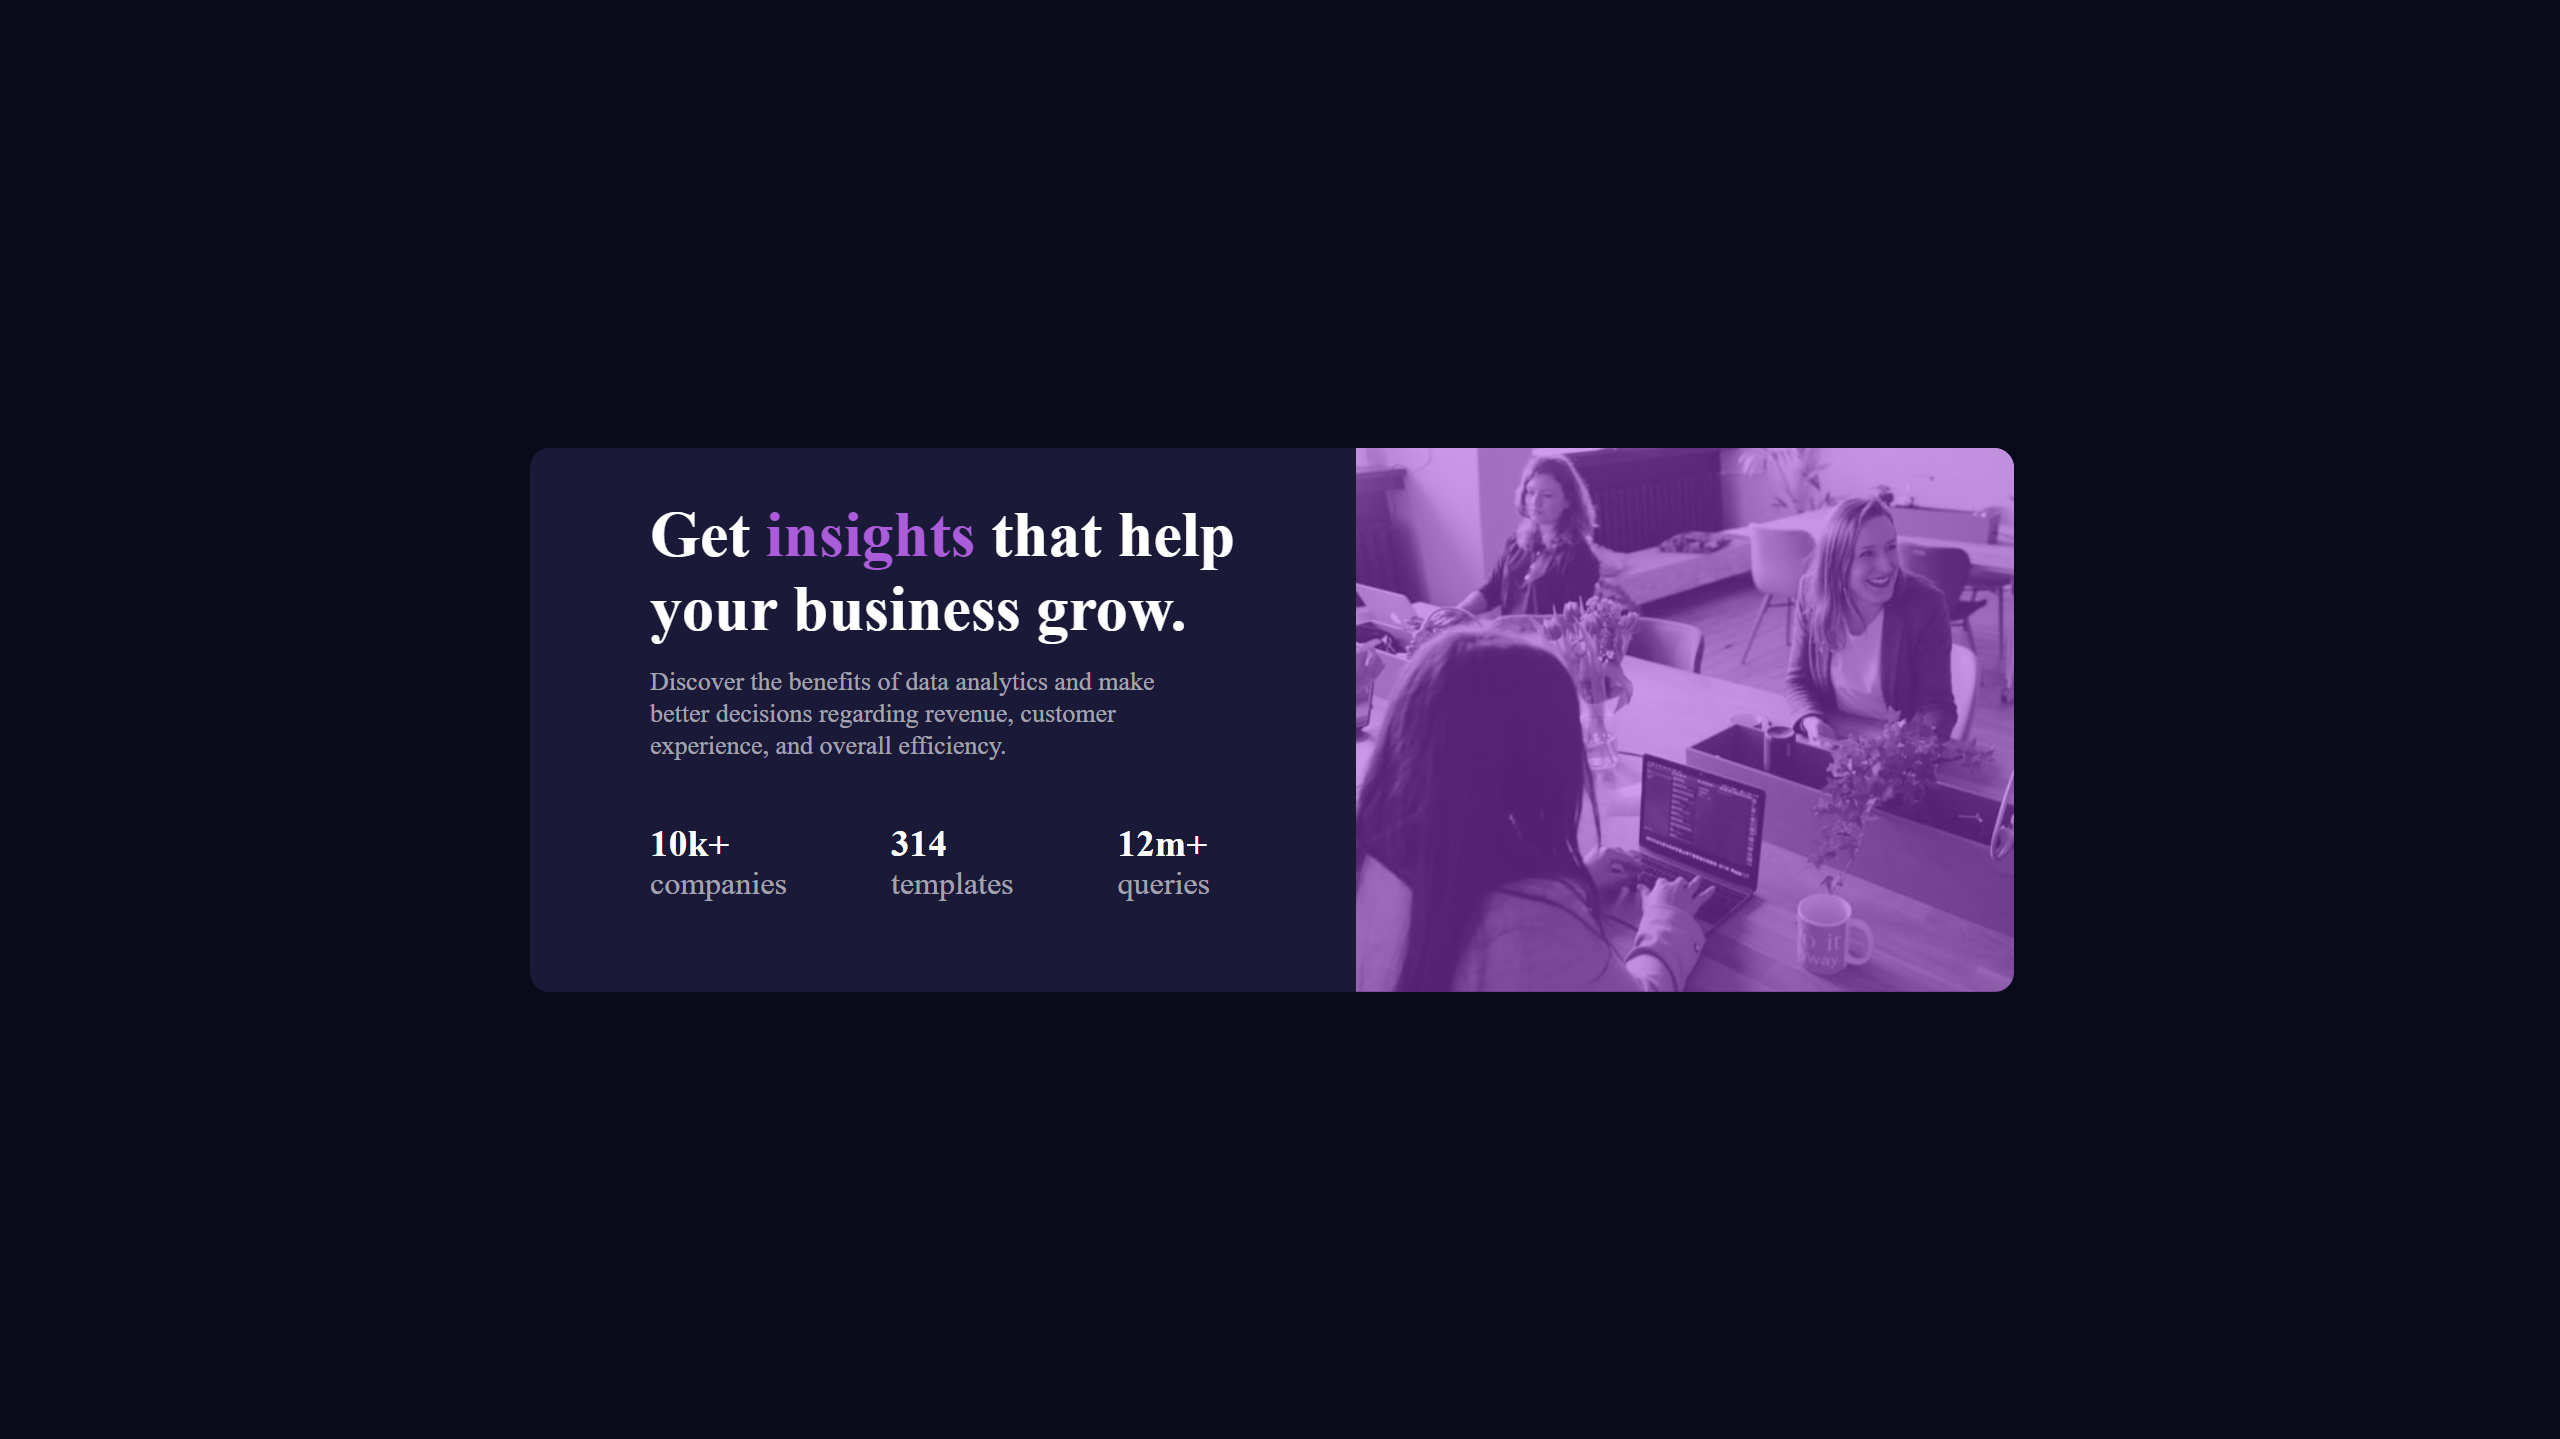 Get insights that help
your business grow.
Discover the benefits of data analytics and make
better decisions regarding revenue, customer
experience, and overall efficiency.
10k+
companies
314
templates
12m+
queries